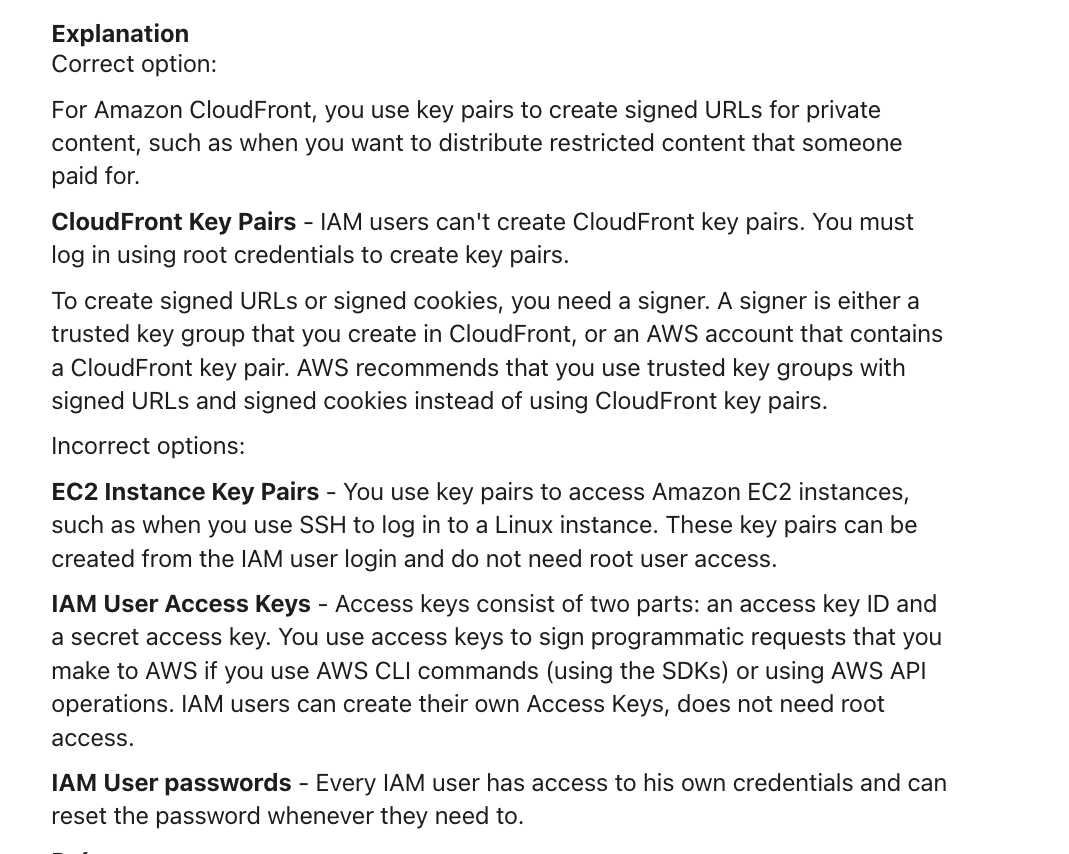 Explanation
Correct option:
For Amazon CloudFront, you use key pairs to create signed URLs for private
content, such as when you want to distribute restricted content that someone
paid for.
CloudFront Key Pairs - IAM users can't create CloudFront key pairs. You must
log in using root credentials to create key pairs.
To create signed URLs or signed cookies, you need a signer. A signer is either a
trusted key group that you create in CloudFront, or an AWS account that contains
a CloudFront key pair. AWS recommends that you use trusted key groups with
signed URLs and signed cookies instead of using CloudFront key pairs.
Incorrect options:
EC2 Instance Key Pairs - You use key pairs to access Amazon EC2 instances,
such as when you use SSH to log in to a Linux instance. These key pairs can be
created from the IAM user login and do not need root user access.
IAM User Access Keys - Access keys consist of two parts: an access key ID and
a secret access key. You use access keys to sign programmatic requests that you
make to AWS if you use AWS CLI commands (using the SDKs) or using AWS API
operations. IAM users can create their own Access Keys, does not need root
access.
IAM User passwords - Every IAM user has access to his own credentials and can
reset the password whenever they need to.